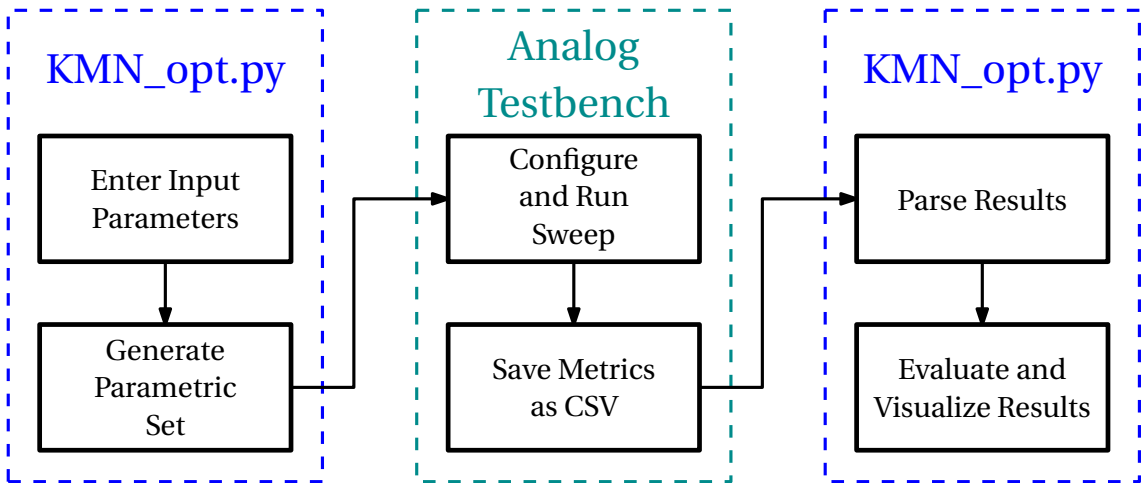 KMN_opt.py
Enter Input
Parameters
Generate
Parametric
Set
Analog
Testbench
Configure
and Run
Sweep
Save Metrics
as CSV
KMN_opt.py
Parse Results
Evaluate and
Visualize Results